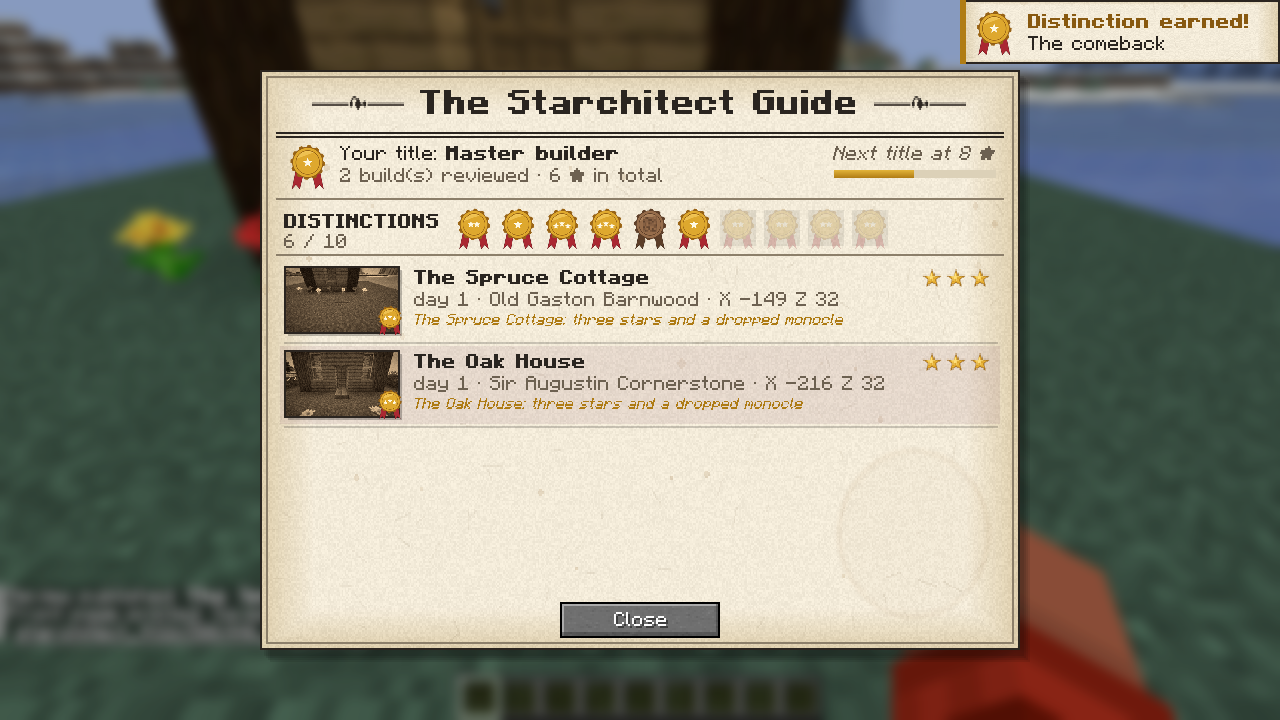 Distinction earned!
The comeback
The Starchitect Guide
Your title: Master builder
Next title at 8 ★
2 build(s) reviewed · 6 ★ in total
DISTINCTIONS
6 / 10
The Spruce Cottage
day 1 · Old Gaston Barnwood · X -149 Z 32
The Spruce Cottage: three stars and a dropped monocle
The Oak House
day 1 · Sir Augustin Cornerstone · X -216 Z 32
The Oak House: three stars and a dropped monocle
Close